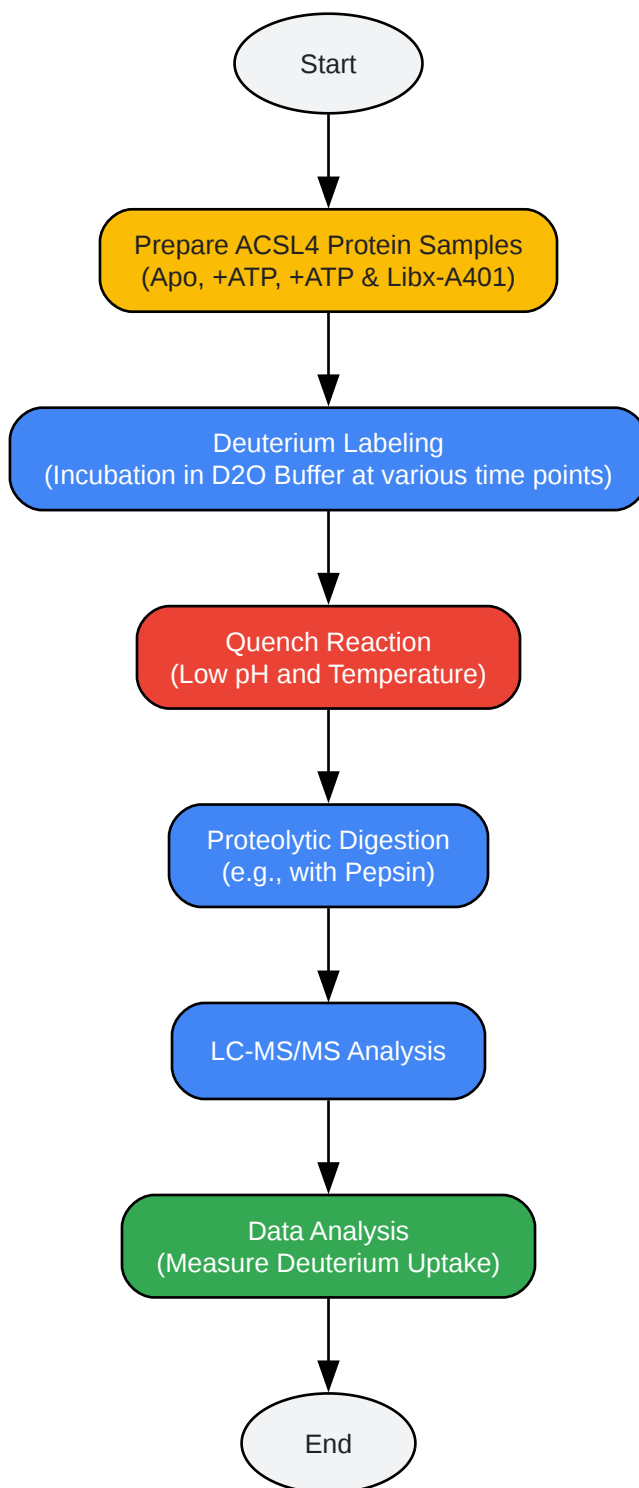 Start
Prepare ACSL4 Protein Samples
(Apo, +ATP, +ATP & Libx-A401)
Deuterium Labeling
(Incubation in D2O Buffer at various time points)
Quench Reaction
(Low pH and Temperature)
Proteolytic Digestion
(e.g., with Pepsin)
LC-MS/MS Analysis
Data Analysis
(Measure Deuterium Uptake)
End